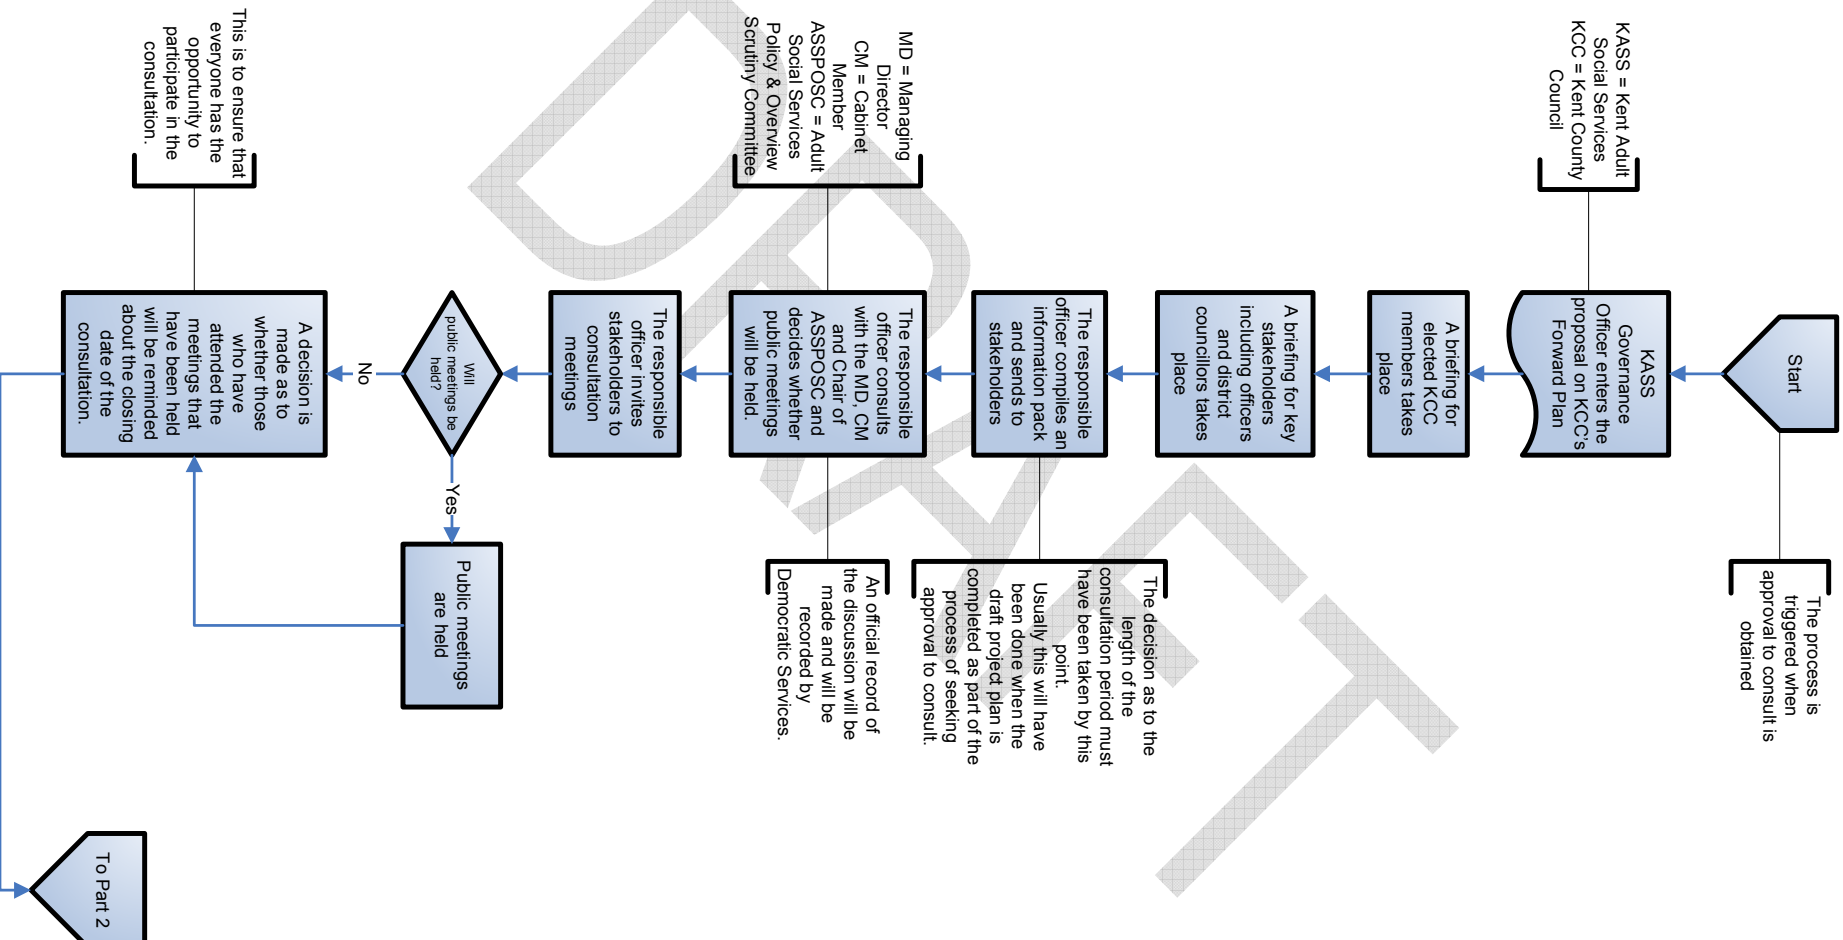 Start
The process is
triggered when
approval to consult is
obtained
KASS
Governance
Officer enters the
proposal on KCC's
Forward Plan
KASS = Kent Adult
Social Services
KCC = Kent County
Council
A briefing for
elected KCC
members takes
place
A briefing for key
stakeholders
including officers
and district
councillors takes
place
The responsible
officer compiles an
information pack
and sends to
stakeholders
The decision as to the
length of the
consultation period must
have been taken by this
point.
Usually this will have
been done when the
draft project plan is
completed as part of the
process of seeking
approval to consult.
The responsible
officer consults
with the MD, CM
and Chair of
ASSPOSC and
decides whether
public meetings
will be held.
MD = Managing
Director
CM = Cabinet
Member
ASSPOSC = Adult
Social Services
Policy & Overview
Scrutiny Committee
An official record of
the discussion will be
made and will be
recorded by
Democratic Services.
The responsible
officer invites
stakeholders to
consultation
meetings
Will
public meetings be
held?
Yes
No
Public meetings
are held
A decision is
made as to
whether those
who have
attended the
meetings that
have been held
will be reminded
about the closing
date of the
consultation.
This is to ensure that
everyone has the
opportunity to
participate in the
consultation.
To Part 2
DRAFT